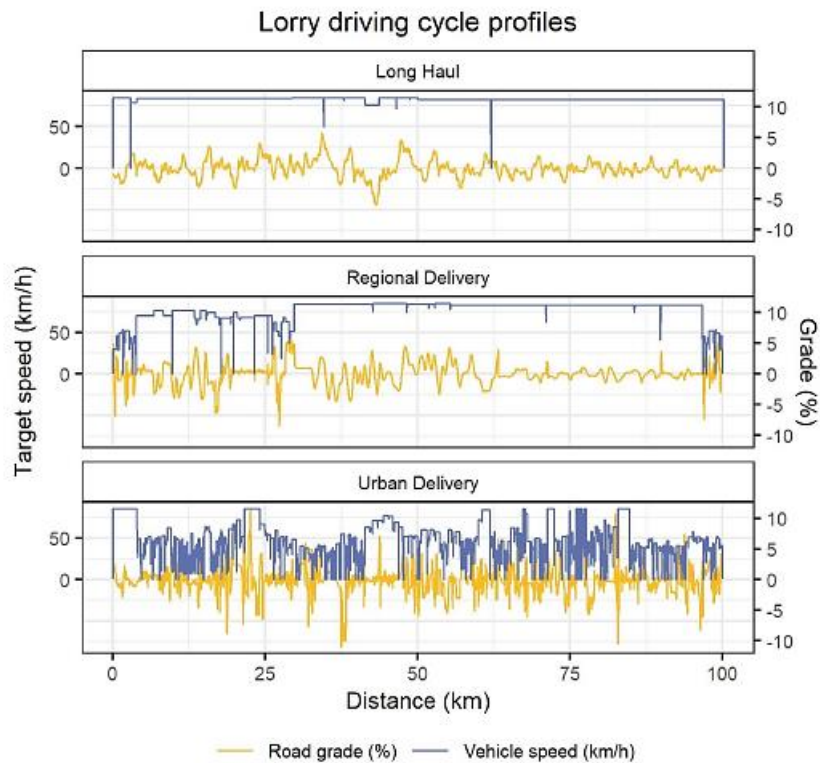 Lorry driving cycle profiles
Long Haul
50
0
10
5
0
-5
-10
Regional Delivery
50
0
10
5
0
-5
-10
Urban Delivery
50
0
10
5
0
-5
-10
Target speed (km/h)
Grade (%)
0 25 50 75 100
Distance (km)
Road grade (%) Vehicle speed (km/h)